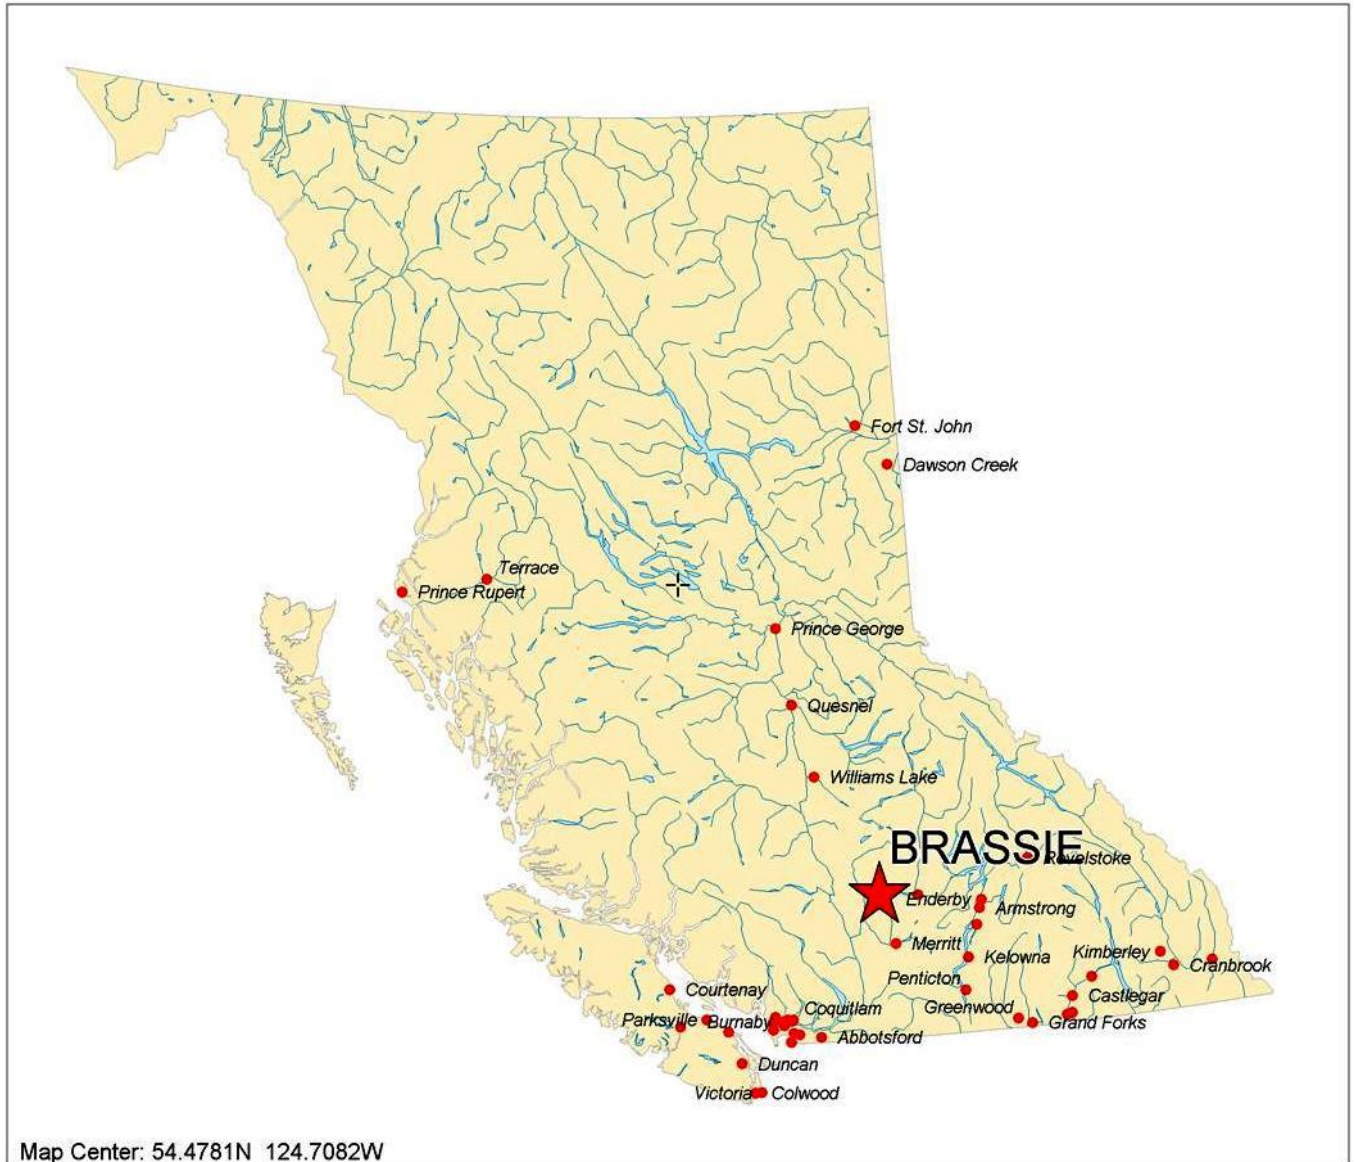 Fort St. John
Dawson Creek
Terrace
Prince Rupert
Prince George
Quesnel
Williams Lake
BRASSIE
Revelstoke
Enderby
Armstrong
Merritt
Kimberley
Kelowna
Cranbrook
Penticton
Courtenay
Castlegar
Greenwood
Coquitlam
Parksville
Burnaby
Grand Forks
Abbotsford
Duncan
Victoria
Colwood
Map Center: 54.4781N 124.7082W